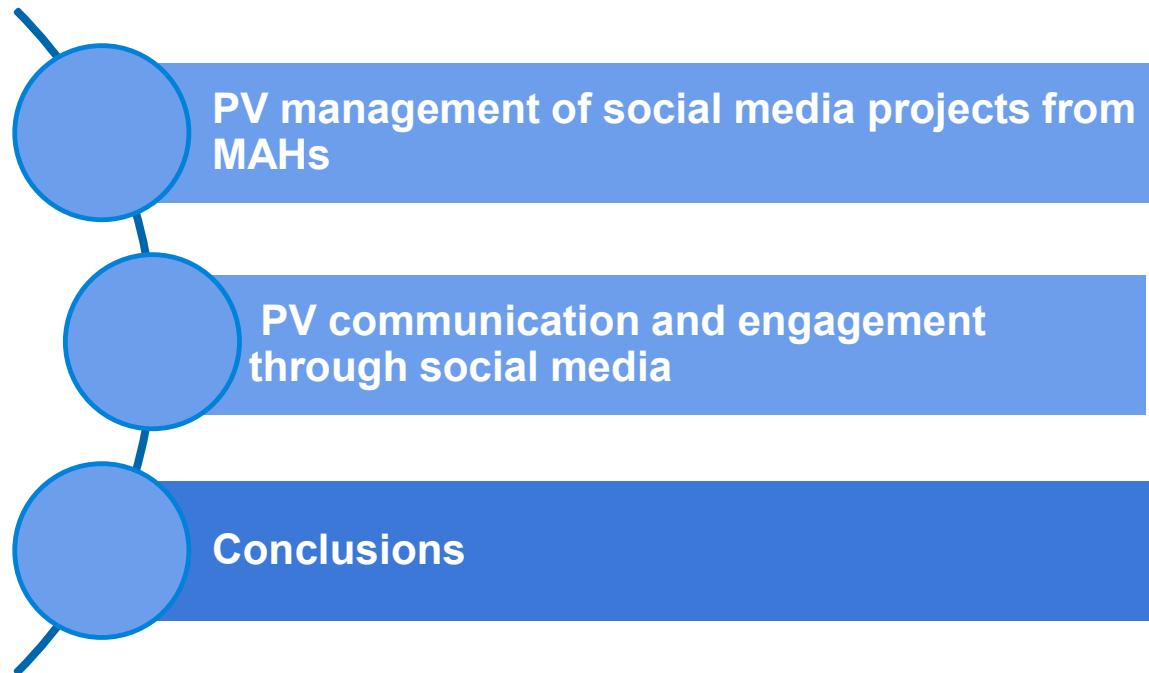 PV management of social media projects from
MAHs
PV communication and engagement
through social media
Conclusions